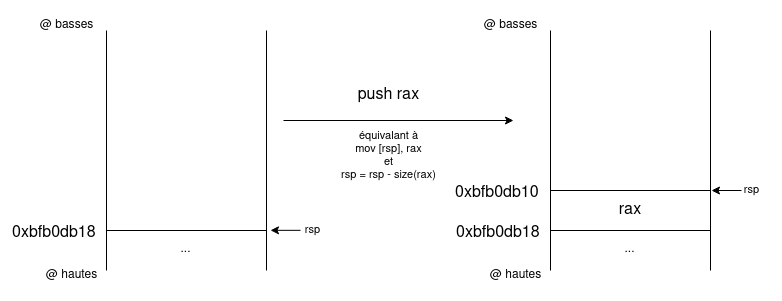 @ basses
@ basses
push rax
équivalant à
mov [rsp], rax
et
rsp = rsp - size(rax)
0xbfb0db10
rsp
rax
0xbfb0db18
rsp
0xbfb0db18
...
...
@ hautes
@ hautes